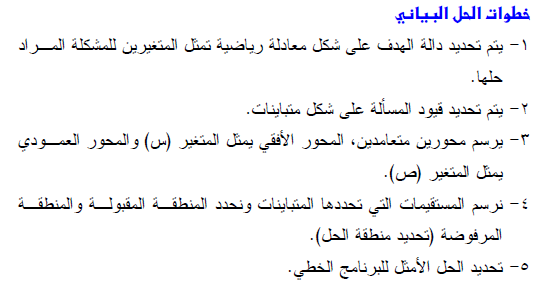 خطوات الحل البياني
١- يتم تحديد دالة الهدف على شكل معادلة رياضية تمثل المتغيرين للمشكلة المـــراد
حلها.
٢- يتم تحديد قيود المسألة على شكل متباينات.
٣- يرسم محورين متعامدين، المحور الأفقي يمثل المتغير (س) والمحور العمـــودي
يمثل المتغير (ص).
٤- نرسم المستقيمات التي تحددها المتباينات ونحدد المنطقـــة المقبولـــة والمنطقـــة
المرفوضة (تحديد منطقة الحل).
٥- تحديد الحل الأمثل للبرنامج الخطي.